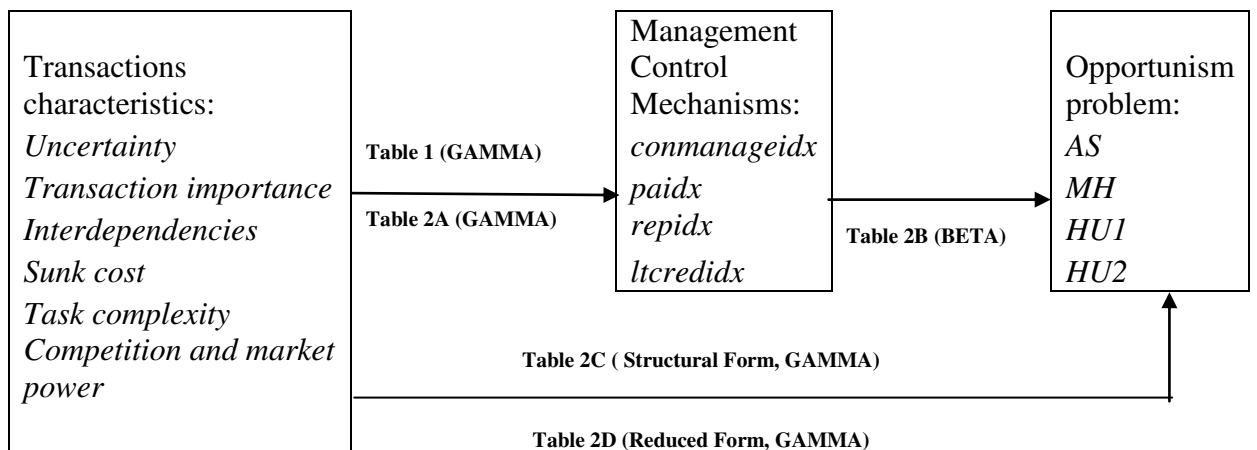 Transactions
characteristics:
Uncertainty
Transaction importance
Interdependencies
Sunk cost
Task complexity
Competition and market
power
Table 1 (GAMMA)
Table 2A (GAMMA)
Management
Control
Mechanisms:
conmanageidx
paidx
repidx
ltcredidx
Table 2B (BETA)
Opportunism
problem:
AS
MH
HU1
HU2
Table 2C ( Structural Form, GAMMA)
Table 2D (Reduced Form, GAMMA)